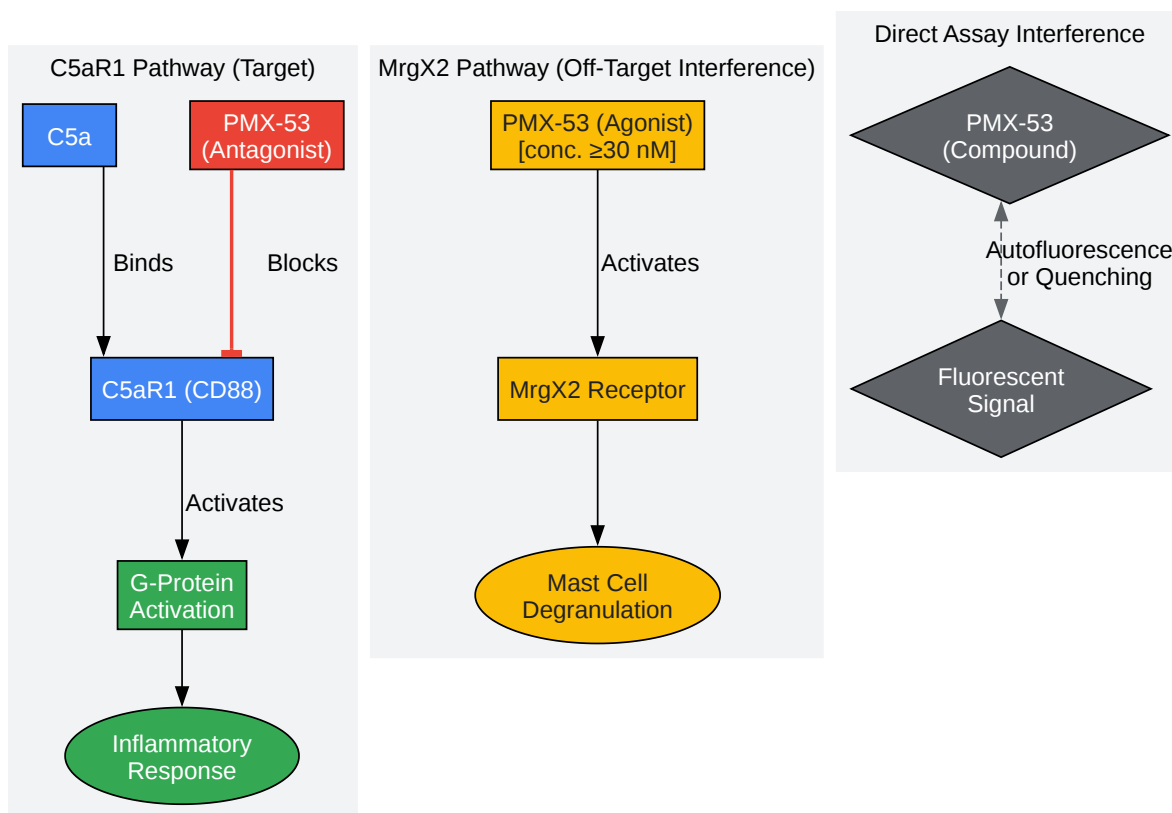 C5aR1 Pathway (Target)
C5a
PMX-53
(Antagonist)
Binds
Blocks
C5aR1 (CD88)
Activates
G-Protein
Activation
Inflammatory
Response
MrgX2 Pathway (Off-Target Interference)
PMX-53 (Agonist)
[conc. ≥30 nM]
Activates
MrgX2 Receptor
Mast Cell
Degranulation
Direct Assay Interference
PMX-53
(Compound)
Autofluorescence
or Quenching
Fluorescent
Signal